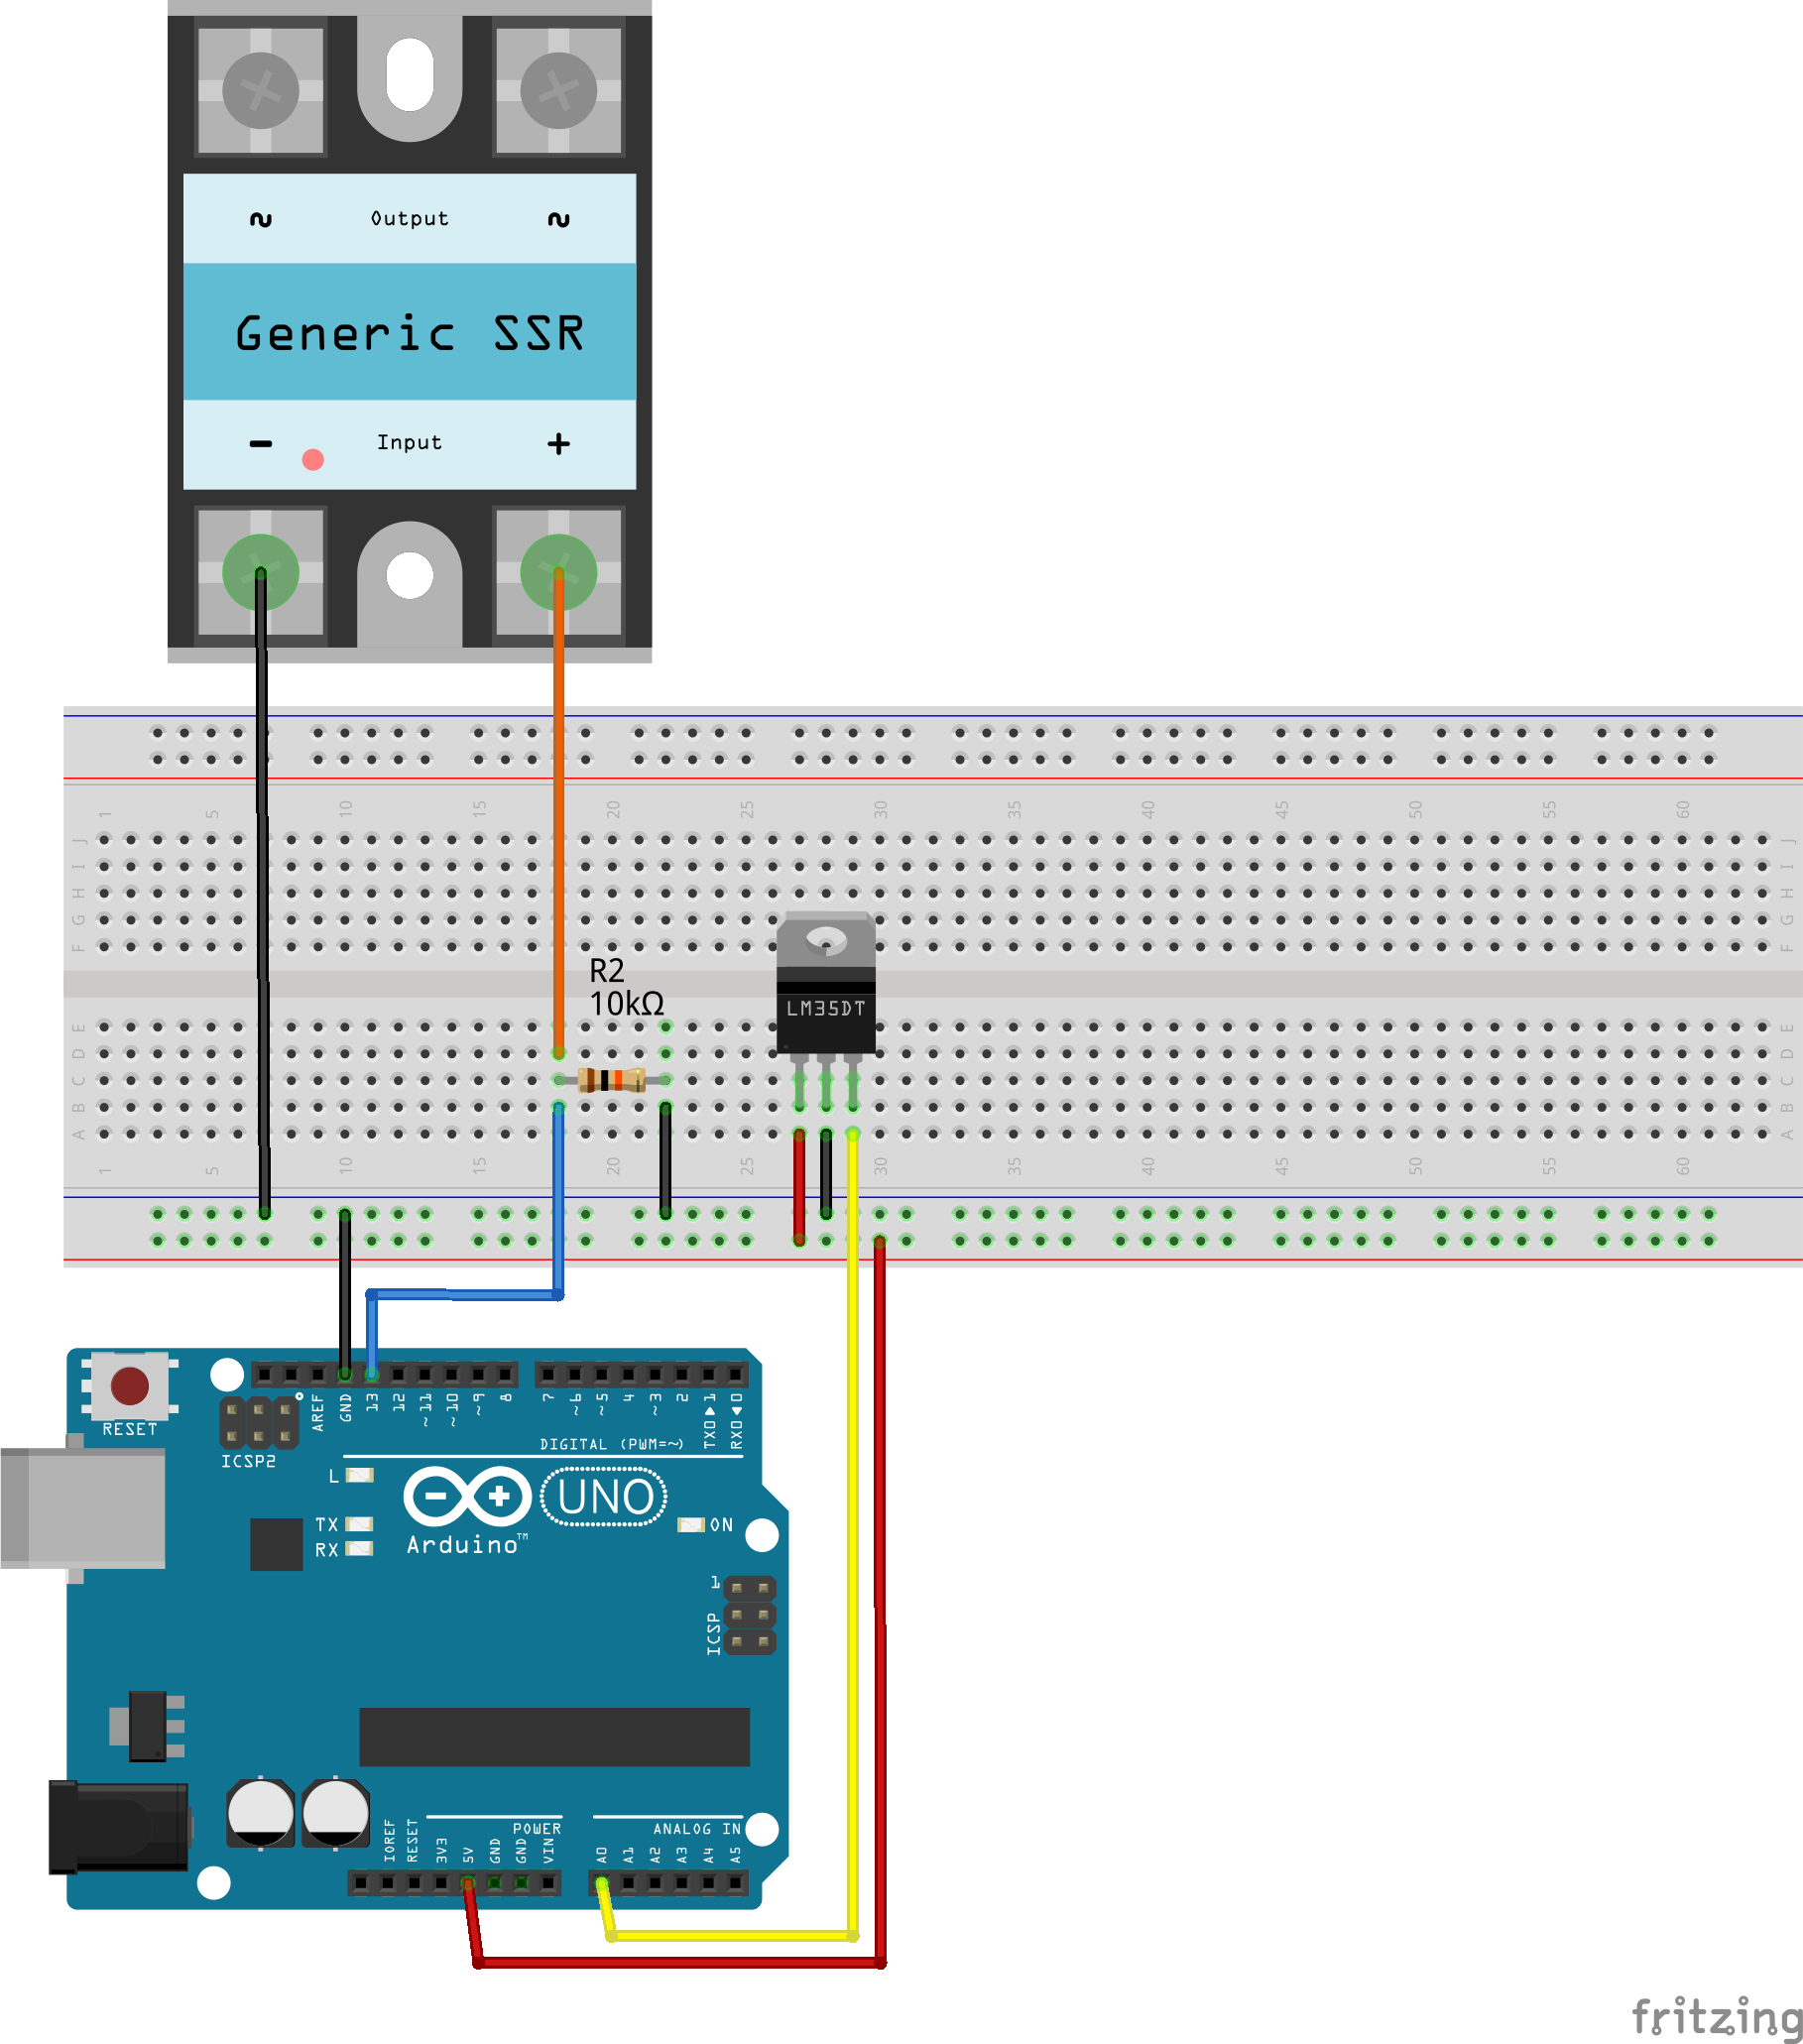 ~ Output ~
Generic SSR
- Input +
1 5 10 15 20 25 30 35 40 45 50 55 60
J J
I I
H H
G G
F F
R2
10kΩ
LM35DT
E E
D D
C C
B B
A A
1 5 10 15 20 25 30 35 40 45 50 55 60
RESET
ICSP2
AREF
GND
13
12
~11
~10
~9
8
7
~6
~5
4
~3
2
TX0▶1
RX0◀0
DIGITAL (PWM=~)
L
TX
RX
- +
Arduino™
UNO
ON
1
ICSP
IOREF
RESET
3V3
5V
GND
GND
VIN
POWER
A0
A1
A2
A3
A4
A5
ANALOG IN
fritzing